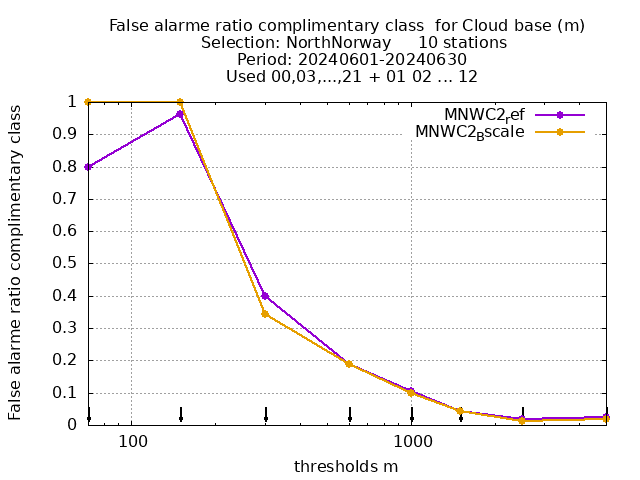 False alarme ratio complimentary class  for Cloud base (m)
Selection: NorthNorway     10 stations
Period: 20240601-20240630
Used 00,03,...,21 + 01 02 ... 12
False alarme ratio complimentary class
MNWC2_ref
MNWC2_Bscale
1
0.9
0.8
0.7
0.6
0.5
0.4
0.3
0.2
0.1
0
100
1000
thresholds m